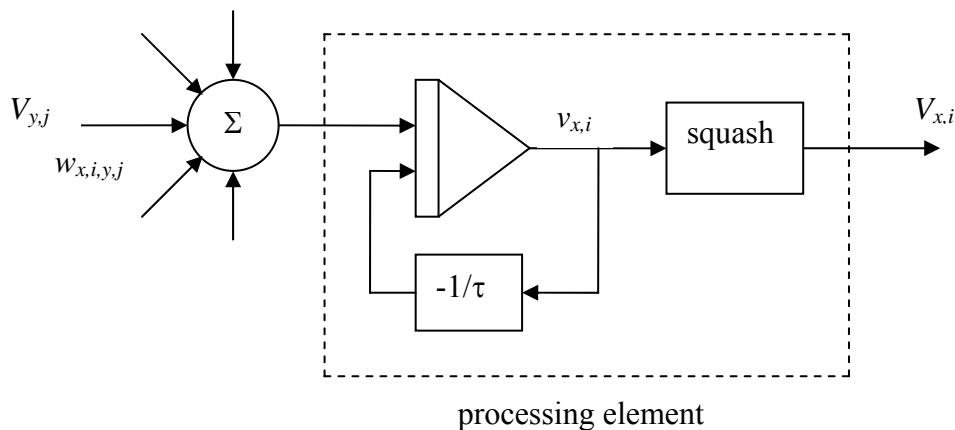 V_{y,j}
w_{x,i,y,j}
Σ
v_{x,i}
squash
V_{x,i}
-1/τ
processing element